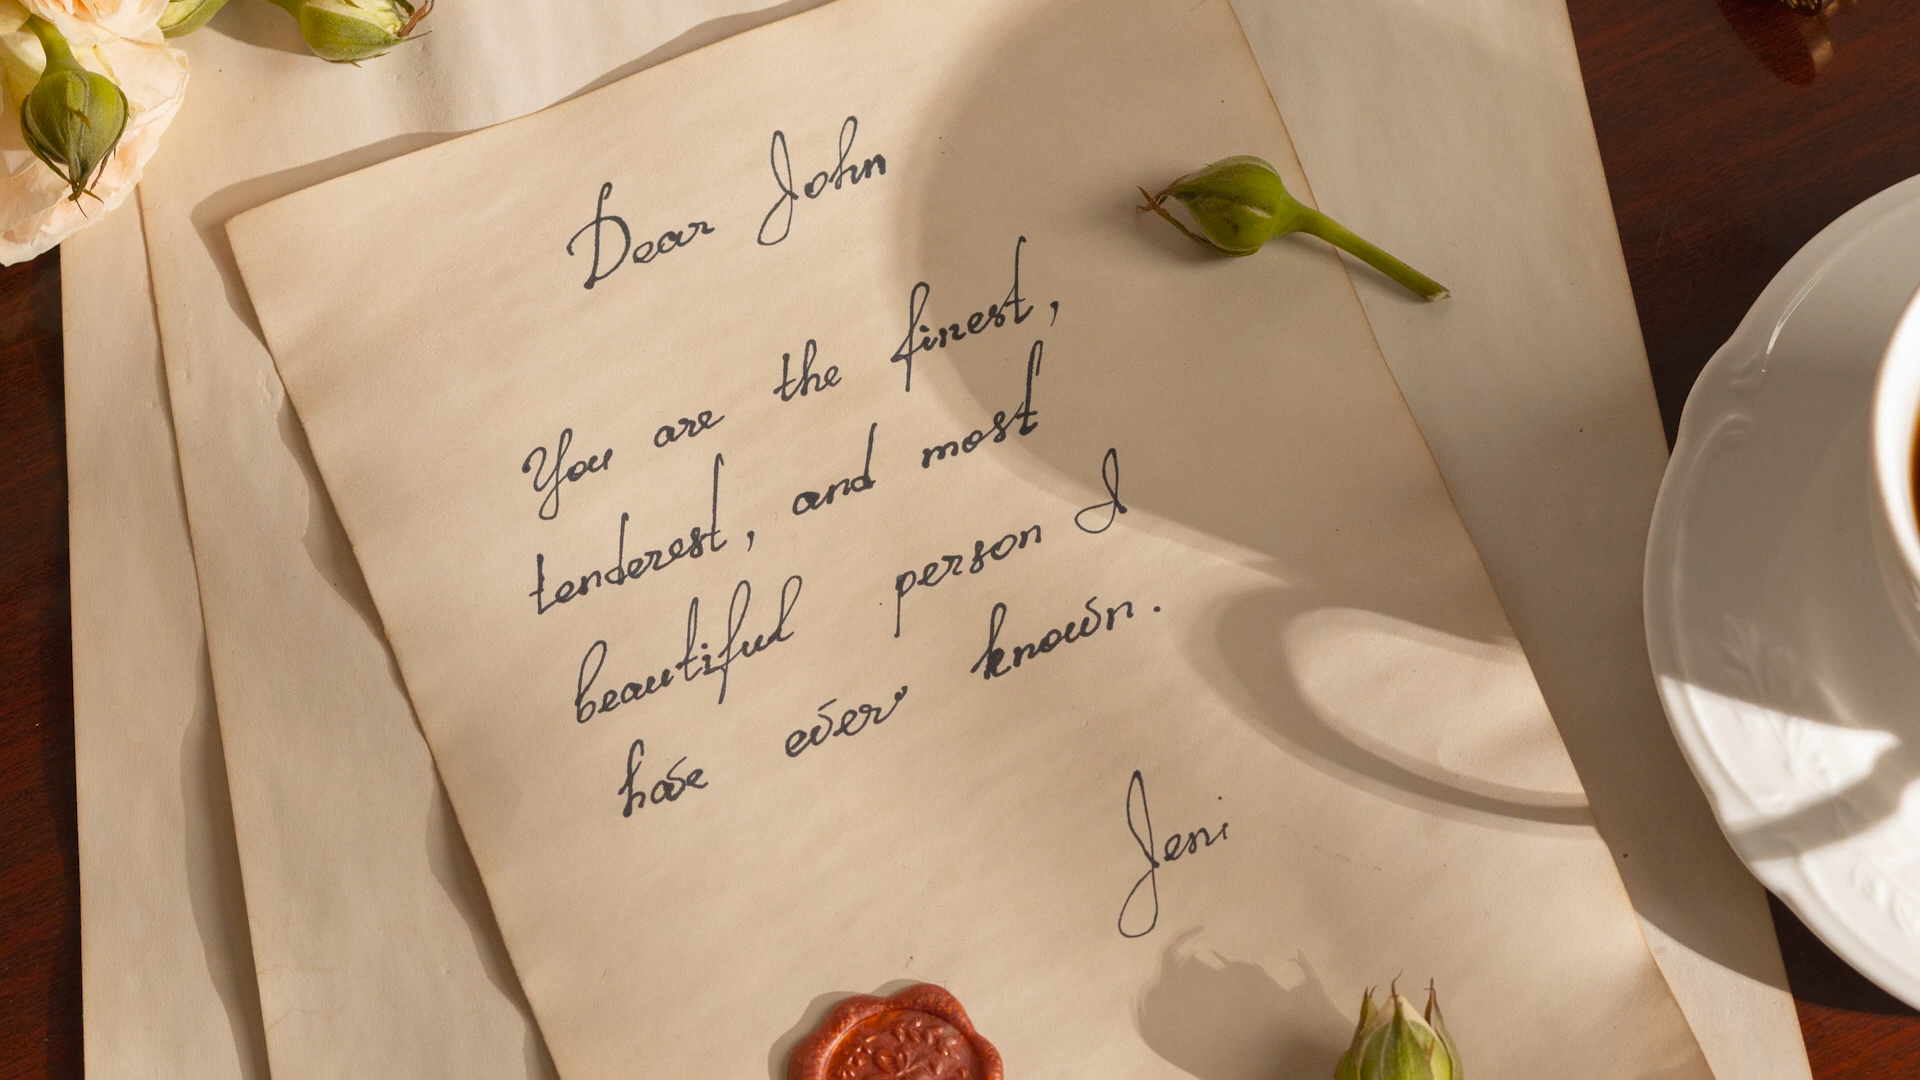 Dear John
You are the finest,
tenderest, and most
beautiful person I
have ever known.
Jeni